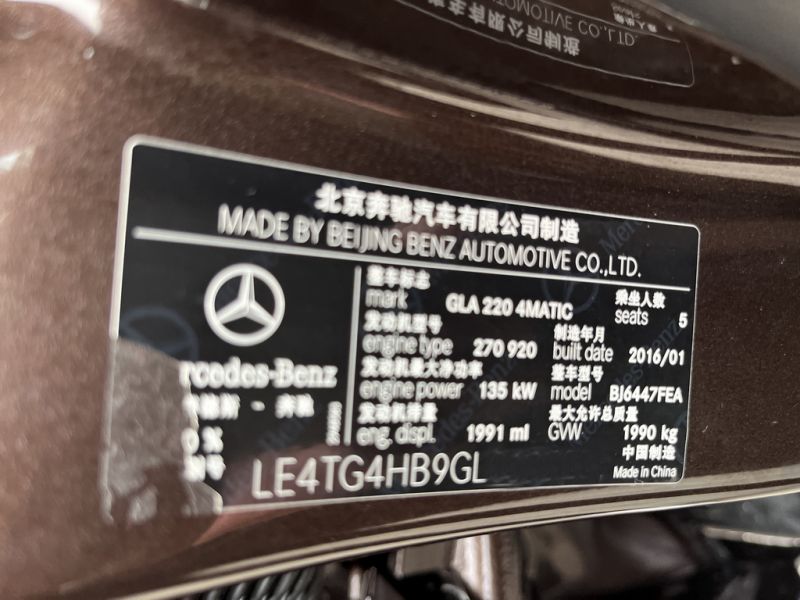 MOTIVE CO.,LTD.
北京奔驰汽车有限公司制造
MADE BY BEIJING BENZ AUTOMOTIVE CO.,LTD.
rcedes-Benz
整车标志
mark GLA 220 4MATIC
乘坐人数
seats 5
发动机型号
engine type 270 920
制造年月
built date 2016/01
发动机最大净功率
engine power 135 kW
整车型号
model BJ6447FEA
发动机排量
eng. displ. 1991 ml
最大允许总质量
GVW 1990 kg
中国制造
Made in China
LE4TG4HB9GL